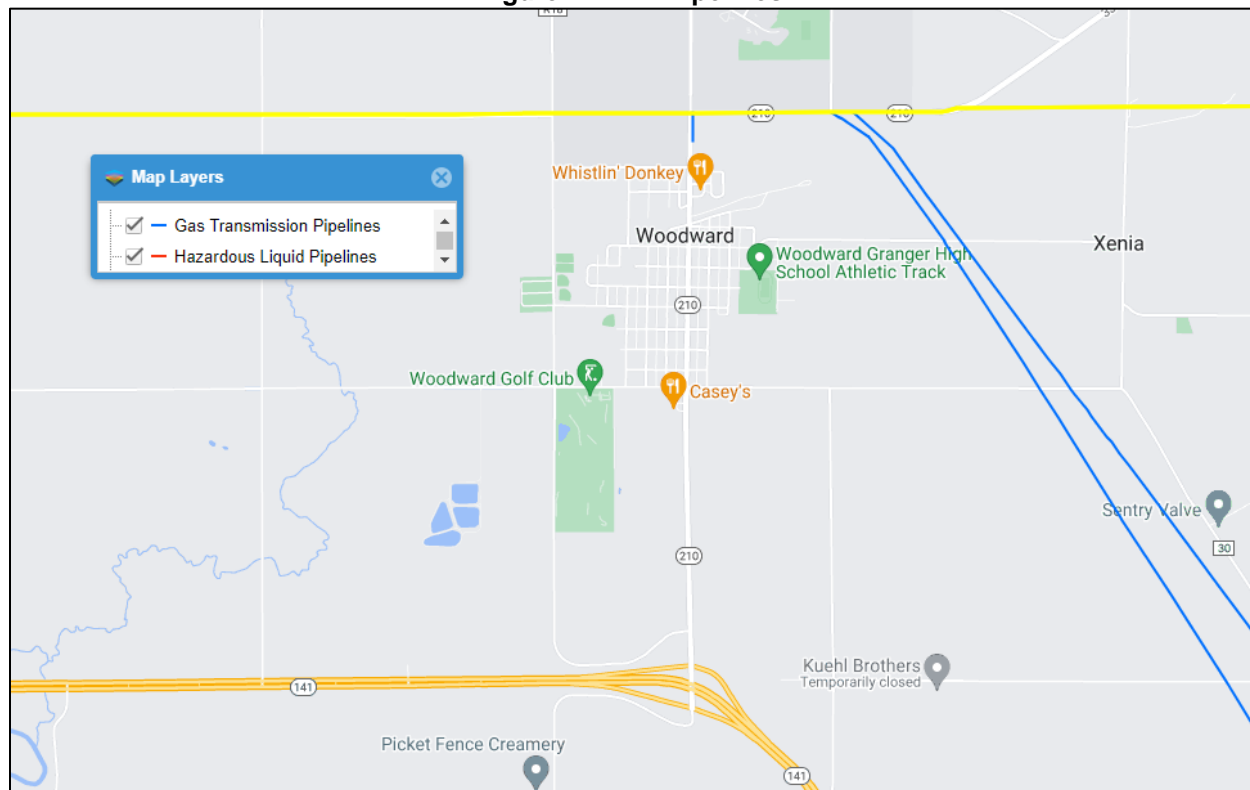 R18
210
210
Map Layers
Gas Transmission Pipelines
Hazardous Liquid Pipelines
Whistlin' Donkey
Woodward
Xenia
Woodward Granger High
School Athletic Track
210
Woodward Golf Club
Casey's
Sentry Valve
30
210
Kuehl Brothers
Temporarily closed
141
Picket Fence Creamery
141